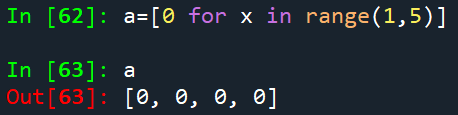 In [62]: a=[0 for x in range(1,5)]
In [63]: a
Out[63]: [0, 0, 0, 0]